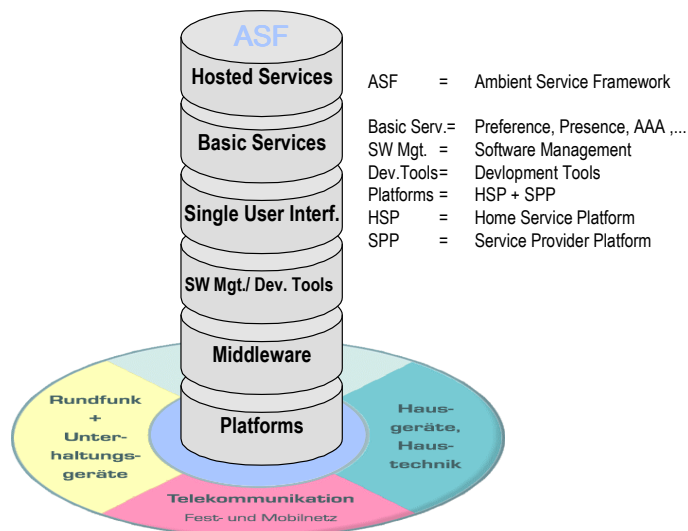 ASF
Hosted Services
Basic Services
Single User Interf.
SW Mgt./ Dev. Tools
Middleware
Platforms
ASF = Ambient Service Framework
Basic Serv.= Preference, Presence, AAA ,...
SW Mgt. = Software Management
Dev.Tools= Devlopment Tools
Platforms = HSP + SPP
HSP = Home Service Platform
SPP = Service Provider Platform
Rundfunk
+
Unter-
haltungs-
geräte
Haus-
geräte,
Haus-
technik
Telekommunikation
Fest- und Mobilnetz